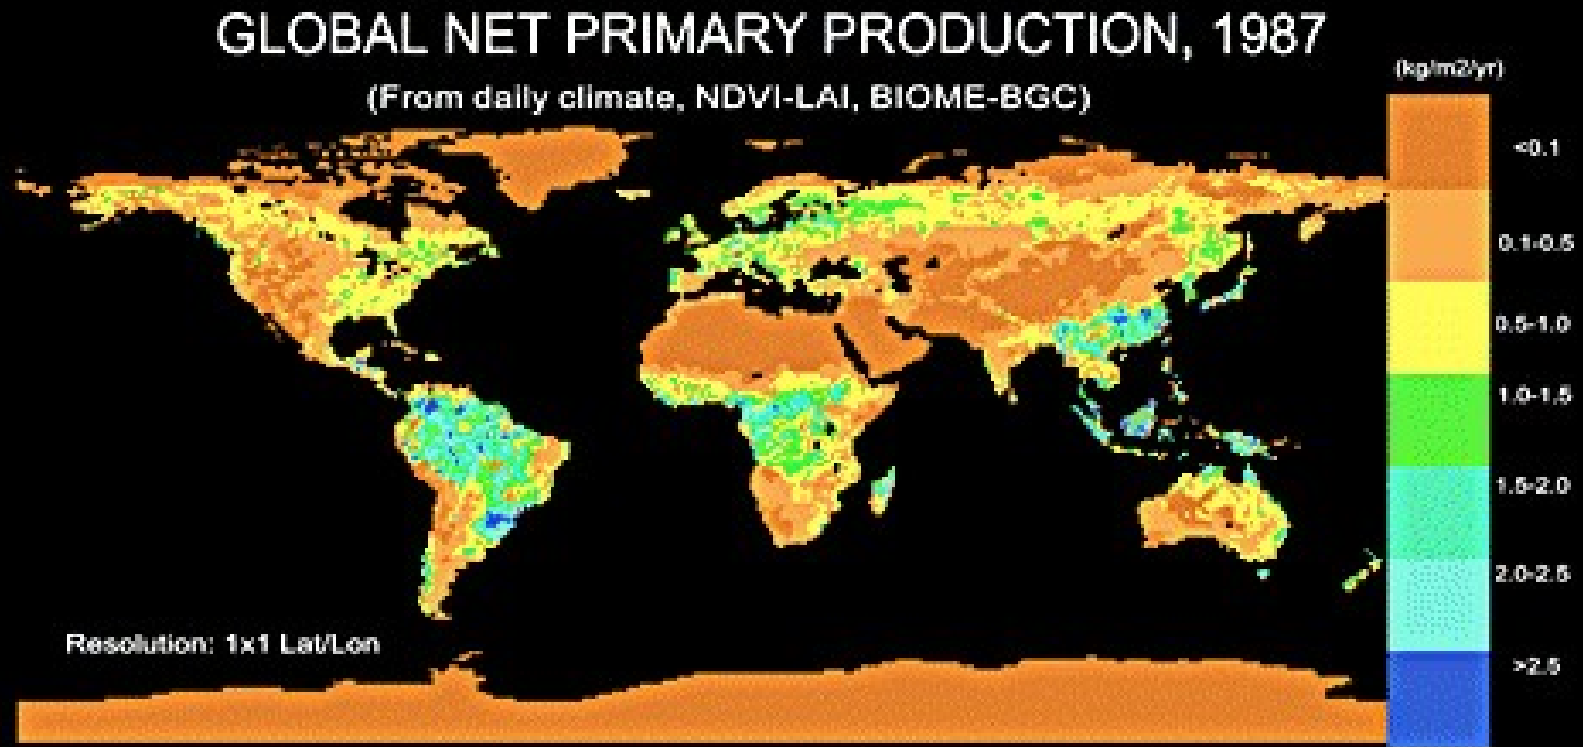 GLOBAL NET PRIMARY PRODUCTION, 1987
(kg/m2/yr)
(From daily climate, NDVI-LAI, BIOME-BGC)
<0.1
0.1-0.5
0.5-1.0
1.0-1.5
1.5-2.0
2.0-2.5
Resolution: 1x1 Lat/Lon
>2.5